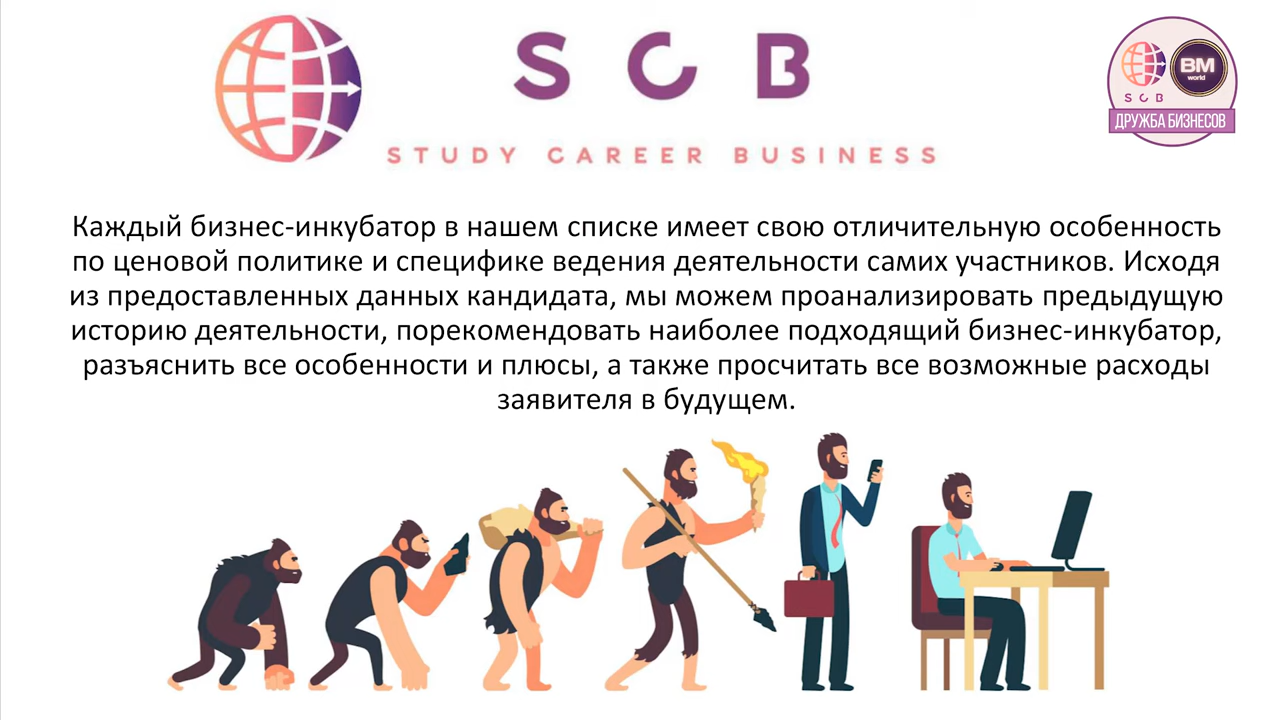 SCB
STUDY CAREER BUSINESS
SCB
BM
world
ДРУЖБА БИЗНЕСОВ
Каждый бизнес-инкубатор в нашем списке имеет свою отличительную особенность
по ценовой политике и специфике ведения деятельности самих участников. Исходя
из предоставленных данных кандидата, мы можем проанализировать предыдущую
историю деятельности, порекомендовать наиболее подходящий бизнес-инкубатор,
разъяснить все особенности и плюсы, а также просчитать все возможные расходы
заявителя в будущем.